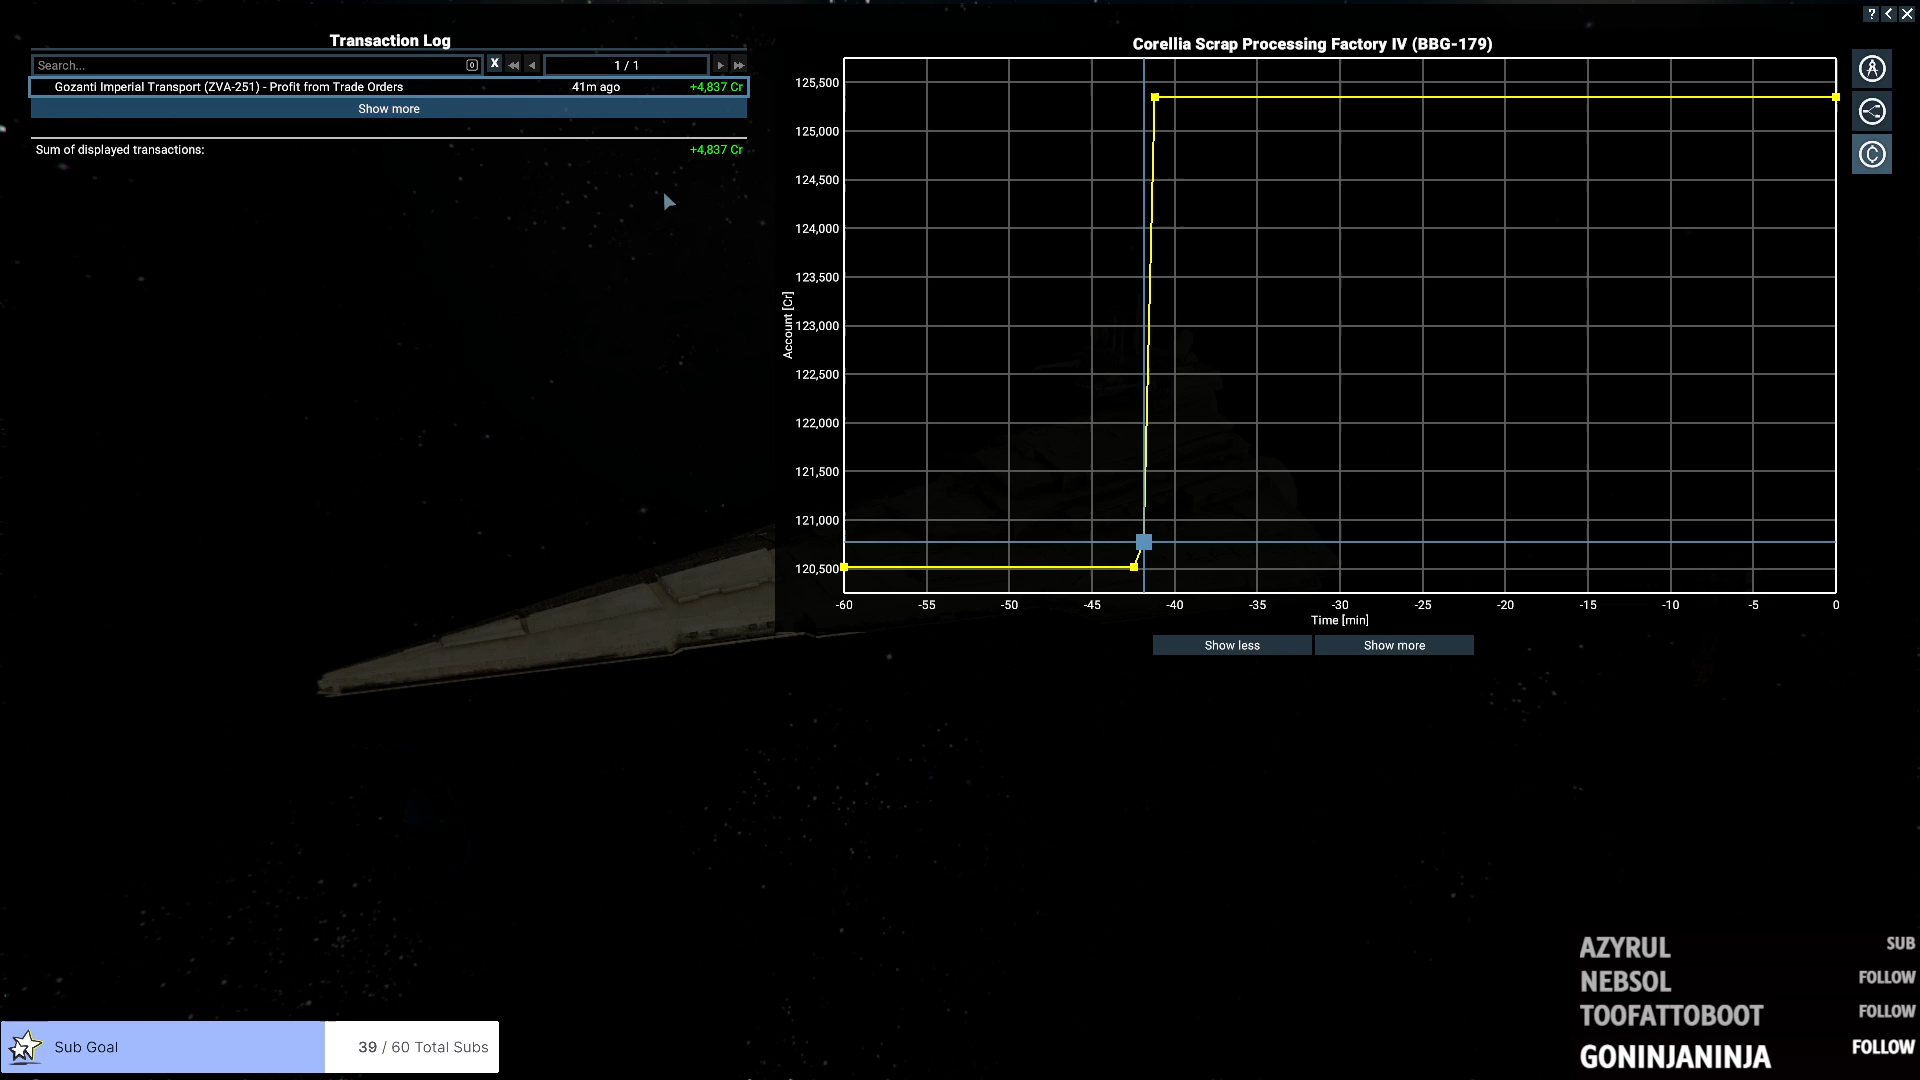 Transaction Log
Search...
0
X
1 / 1
Gozanti Imperial Transport (ZVA-251) - Profit from Trade Orders 41m ago +4,837 Cr
Show more
Sum of displayed transactions: +4,837 Cr
? < X
Corellia Scrap Processing Factory IV (BBG-179)
125,500
125,000
124,500
124,000
123,500
123,000
122,500
122,000
121,500
121,000
120,500
Account [Cr]
-60 -55 -50 -45 -40 -35 -30 -25 -20 -15 -10 -5 0
Time [min]
Show less
Show more
AZYRUL SUB
NEBSOL FOLLOW
TOOFATTOBOOT FOLLOW
GONINJANINJA FOLLOW
Sub Goal 39 / 60 Total Subs